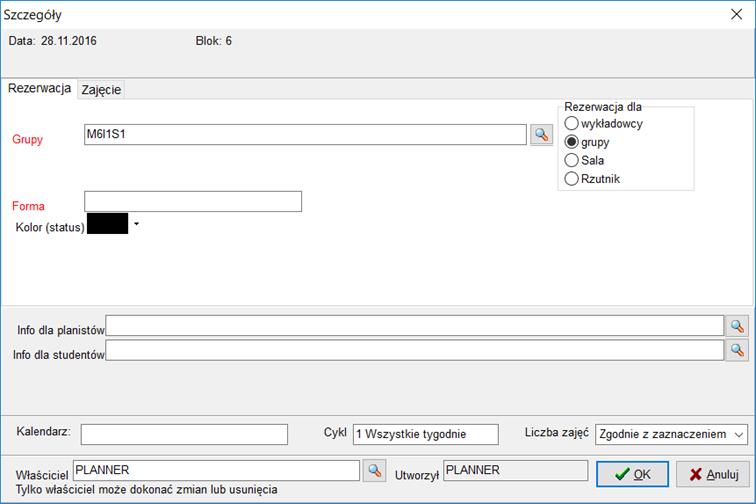 Szczegóły
Data: 28.11.2016 Blok: 6
Rezerwacja Zajęcie
Rezerwacja dla
Grupy M6I1S1
wykładowcy
grupy
Sala
Rzutnik
Forma
Kolor (status)
Info dla planistów
Info dla studentów
Kalendarz: Cykl 1 Wszystkie tygodnie Liczba zajęć Zgodnie z zaznaczeniem
Właściciel PLANNER Utworzył PLANNER OK Anuluj
Tylko właściciel może dokonać zmian lub usunięcia